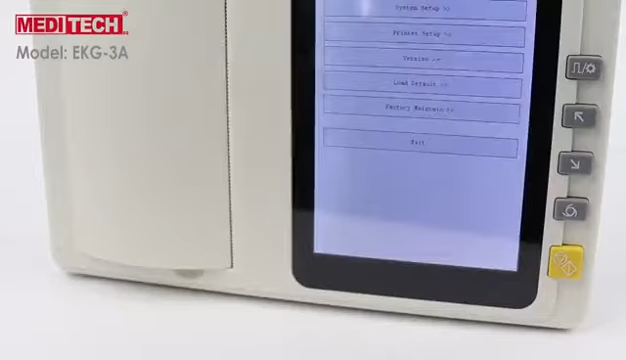 MEDITECH®
Model: EKG-3A
System Setup >>
Printer Setup >>
Version >>
Load Default >>
Factory Maintain >>
Exit